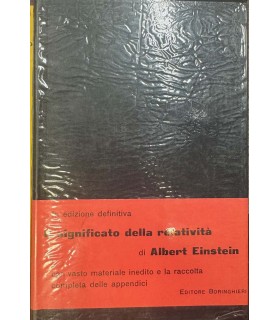 edizione definitiva
significato della relatività
di Albert Einstein
vasto materiale inedito e la raccolta
completa delle appendici
EDITORE BORINGHIERI